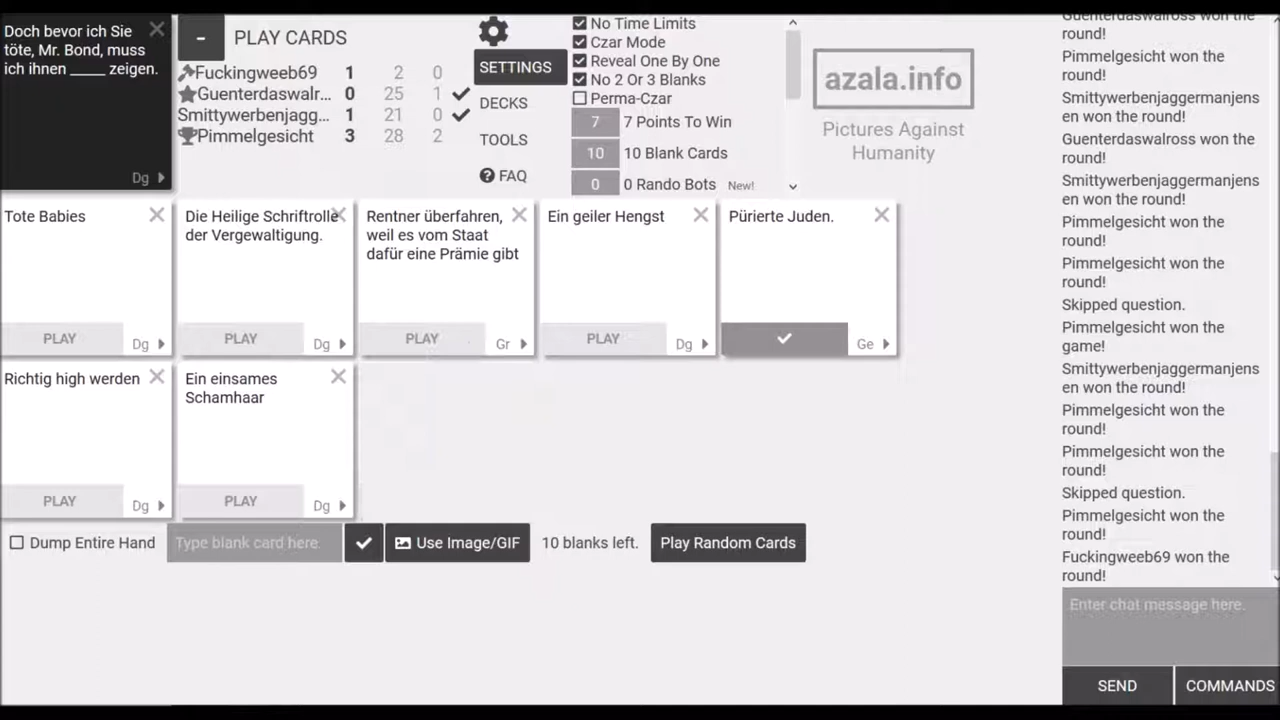 Doch bevor ich Sie
töte, Mr. Bond, muss
ich ihnen _____ zeigen.
Dg
-
PLAY CARDS
Fuckingweeb69 1 2 0
Guenterdaswalr... 0 25 1
Smittywerbenjagg... 1 21 0
Pimmelgesicht 3 28 2
SETTINGS
DECKS
TOOLS
FAQ
No Time Limits
Czar Mode
Reveal One By One
No 2 Or 3 Blanks
Perma-Czar
7 7 Points To Win
10 10 Blank Cards
0 0 Rando Bots New!
azala.info
Pictures Against
Humanity
Tote Babies
PLAY Dg
Die Heilige Schriftrolle
der Vergewaltigung.
PLAY Dg
Rentner überfahren,
weil es vom Staat
dafür eine Prämie gibt
PLAY Gr
Ein geiler Hengst
PLAY Dg
Pürierte Juden.
Ge
Richtig high werden
PLAY Dg
Ein einsames
Schamhaar
PLAY Dg
Dump Entire Hand
Type blank card here.
Use Image/GIF
10 blanks left.
Play Random Cards
Guenterdaswalross won the
round!
Pimmelgesicht won the
round!
Smittywerbenjaggermanjens
en won the round!
Guenterdaswalross won the
round!
Smittywerbenjaggermanjens
en won the round!
Pimmelgesicht won the
round!
Pimmelgesicht won the
round!
Skipped question.
Pimmelgesicht won the
game!
Smittywerbenjaggermanjens
en won the round!
Pimmelgesicht won the
round!
Pimmelgesicht won the
round!
Skipped question.
Pimmelgesicht won the
round!
Fuckingweeb69 won the
round!
Enter chat message here.
SEND
COMMANDS